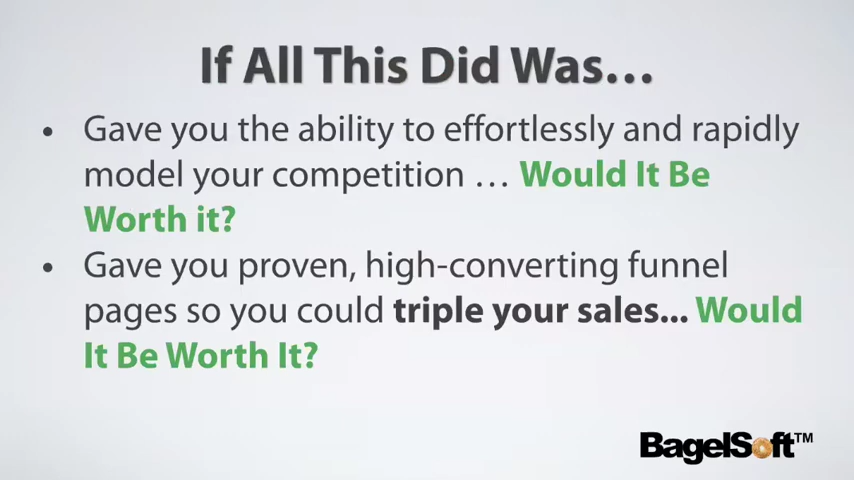 If All This Did Was...
• Gave you the ability to effortlessly and rapidly
model your competition ... Would It Be
Worth it?
• Gave you proven, high-converting funnel
pages so you could triple your sales... Would
It Be Worth It?
BagelSoft™